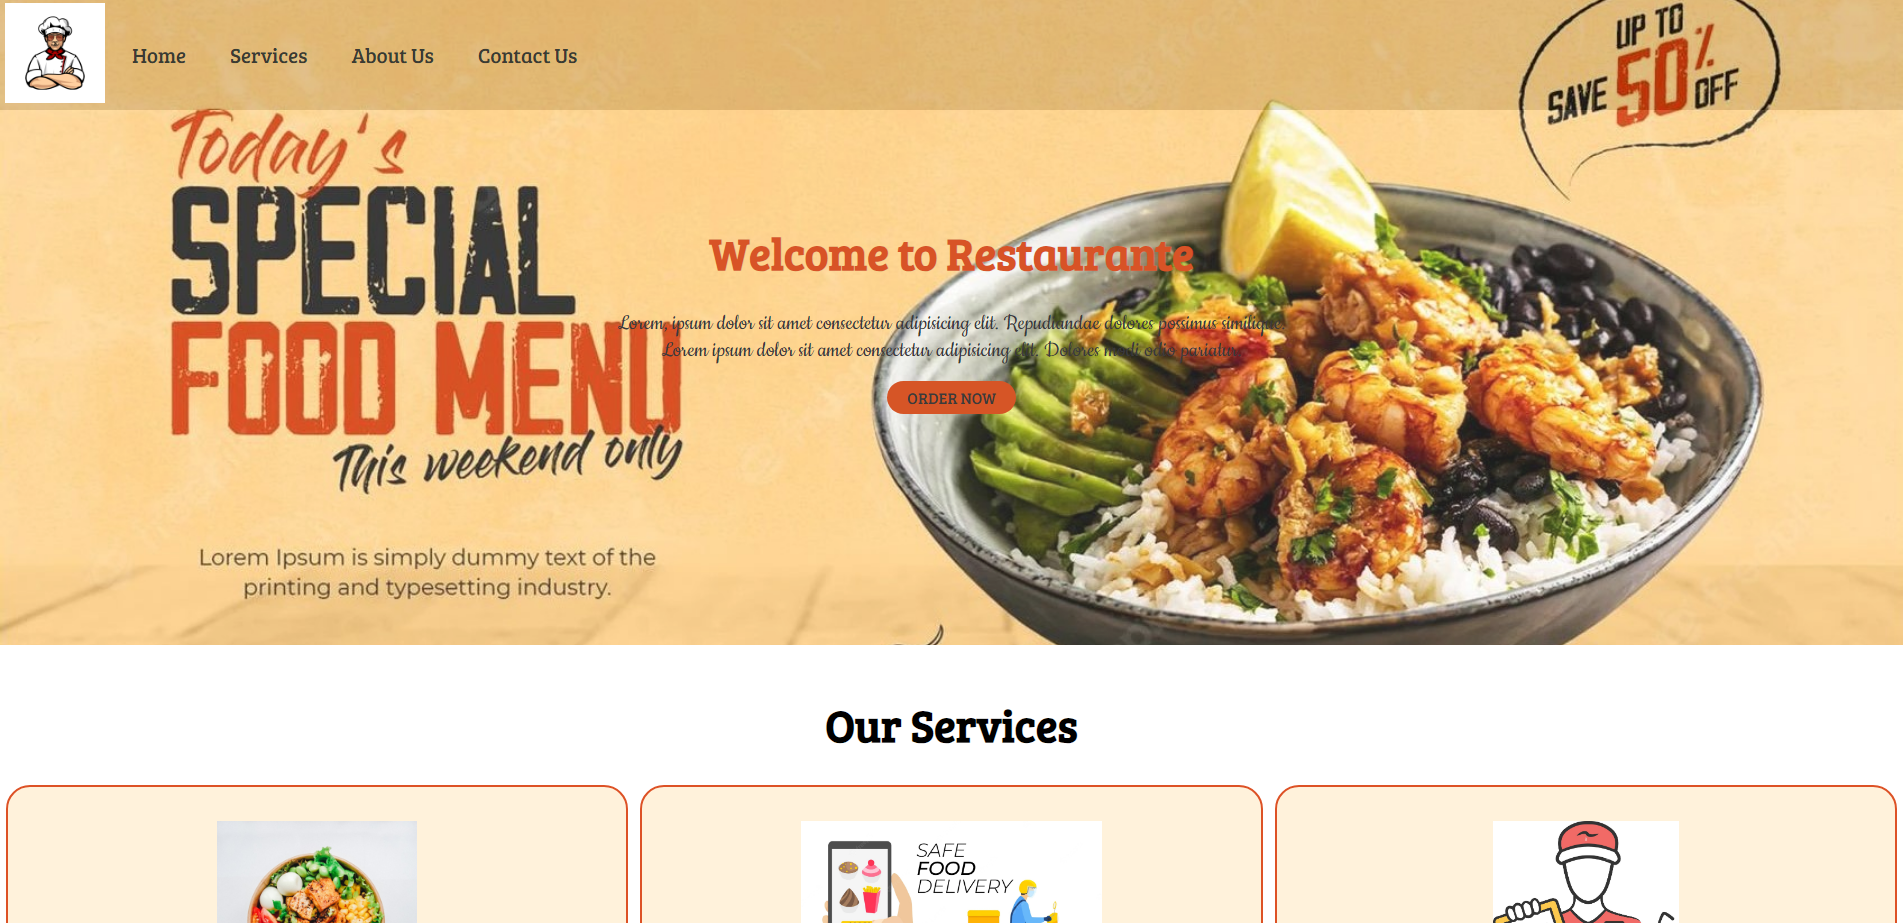 Home Services About Us Contact Us
UP TO
SAVE 50% OFF
Today's
SPECIAL
FOOD MENU
This weekend only
Lorem Ipsum is simply dummy text of the
printing and typesetting industry.
Welcome to Restaurante
Lorem, ipsum dolor sit amet consectetur adipisicing elit. Repudiandae dolores possimus similique.
Lorem ipsum dolor sit amet consectetur adipisicing elit. Dolores modi odio pariatur.
ORDER NOW
Our Services
SAFE
FOOD
DELIVERY